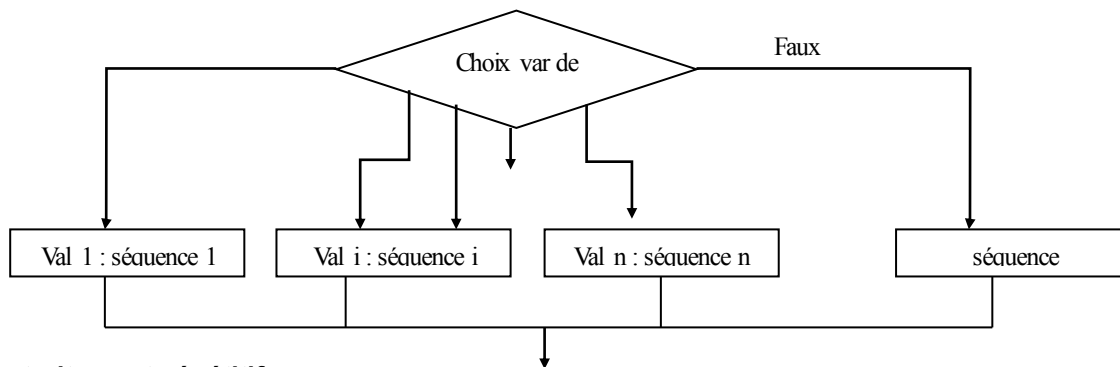 Choix var de
Faux
Val 1 : séquence 1
Val i : séquence i
Val n : séquence n
séquence